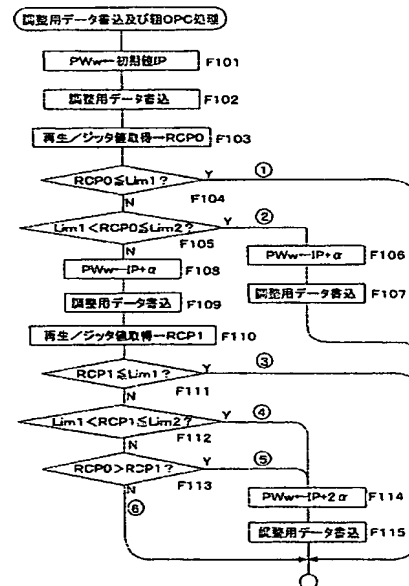 調整用データ書込及び粗OPC処理
PWw←初期値IP F101
調整用データ書込 F102
再生/ジッタ値取得→RCP0 F103
RCP0≦Lim1? Y ①
N F104
Lim1<RCP0≦Lim2? Y ②
N F105
PWw←IP+α F106
PWw←IP+α F108
調整用データ書込 F107
調整用データ書込 F109
再生/ジッタ値取得→RCP1 F110
RCP1≦Lim1? Y ③
N F111
Lim1<RCP1≦Lim2? Y ④
N F112
RCP0>RCP1? Y ⑤
N F113
⑥
PWw←IP+2α F114
調整用データ書込 F115